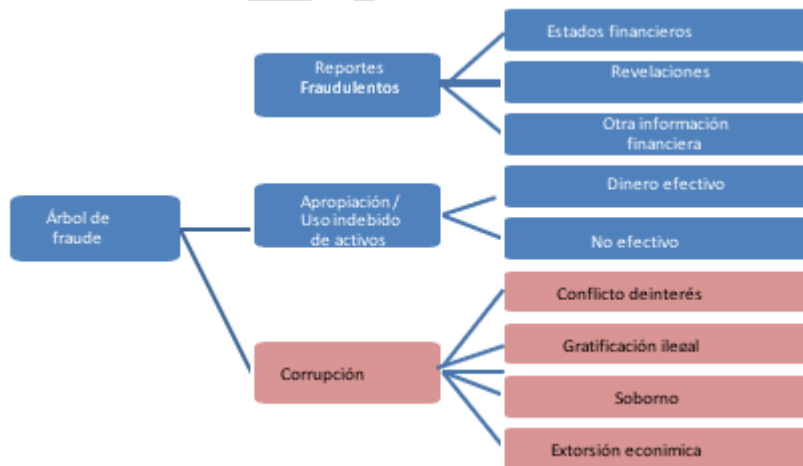 Árbol de
fraude
Reportes
Fraudulentos
Estados financieros
Revelaciones
Otra información
financiera
Apropiación /
Uso indebido
de activos
Dinero efectivo
No efectivo
Corrupción
Conflicto deinterés
Gratificación ilegal
Soborno
Extorsión econimica